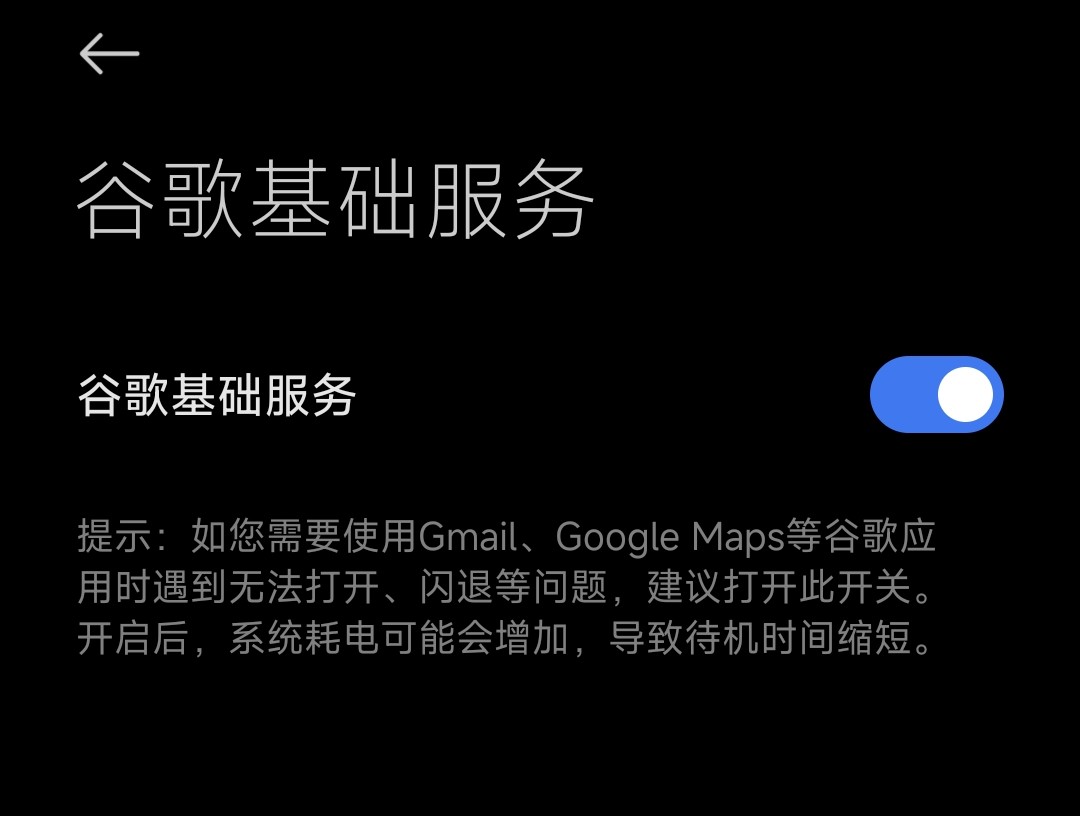 谷歌基础服务
谷歌基础服务
提示：如您需要使用Gmail、Google Maps等谷歌应
用时遇到无法打开、闪退等问题，建议打开此开关。
开启后，系统耗电可能会增加，导致待机时间缩短。